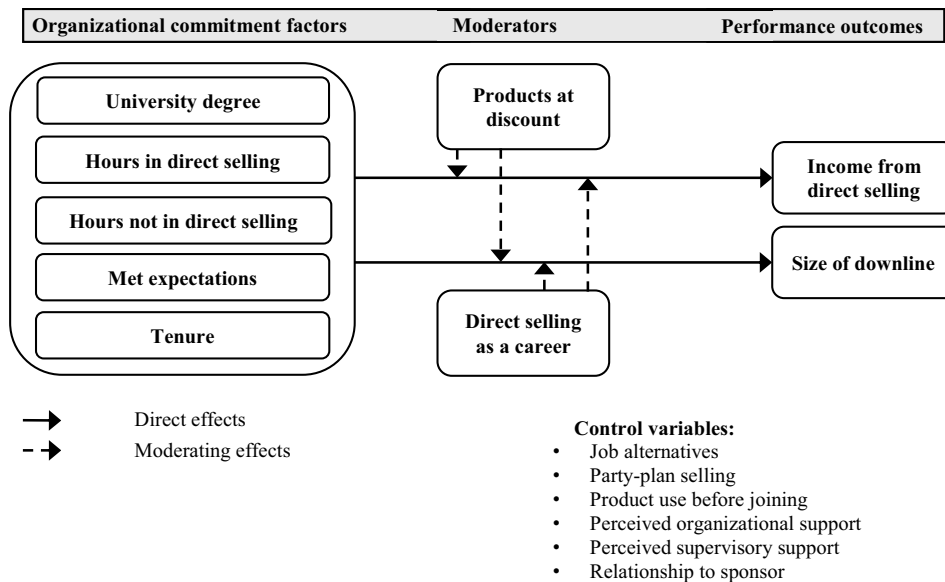 Organizational commitment factors Moderators Performance outcomes
University degree
Hours in direct selling
Hours not in direct selling
Met expectations
Tenure
Products at
discount
Direct selling
as a career
Income from
direct selling
Size of downline
Direct effects
Moderating effects
Control variables:
• Job alternatives
• Party-plan selling
• Product use before joining
• Perceived organizational support
• Perceived supervisory support
• Relationship to sponsor